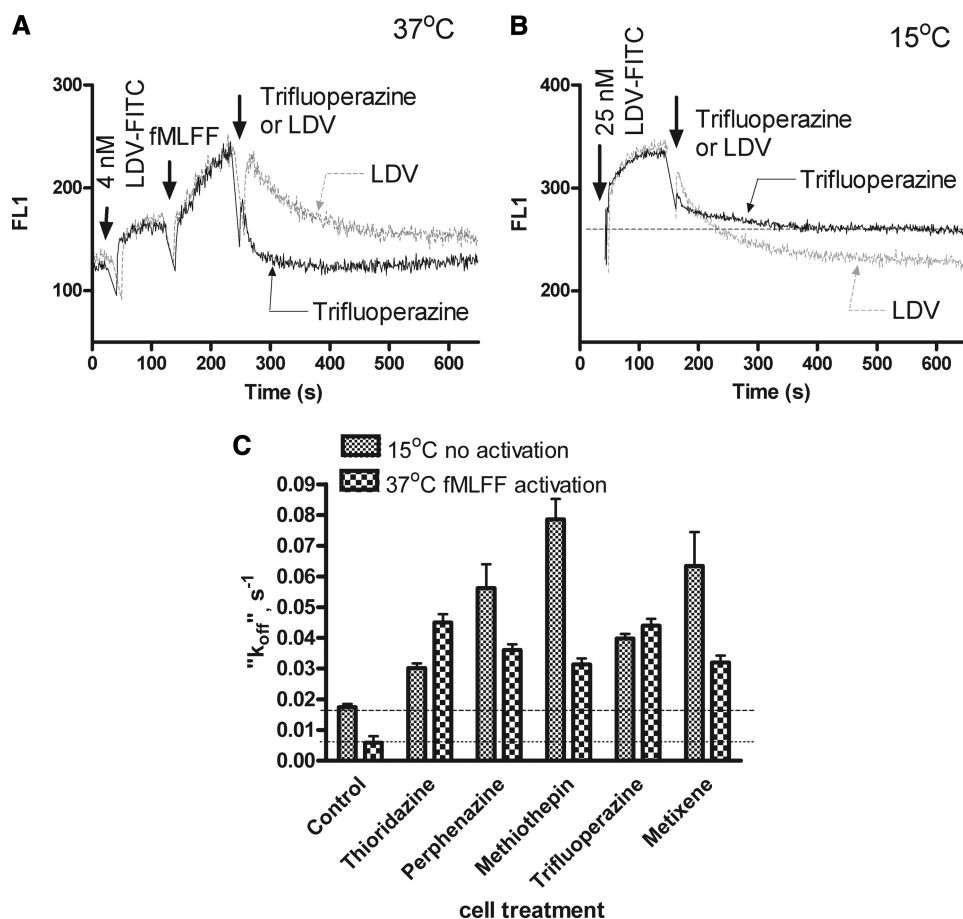 A
37°C
300
200
100
FL1
4 nM
LDV-FITC
fMLFF
Trifluoperazine
or LDV
LDV
Trifluoperazine
0 100 200 300 400 500 600
Time (s)
B
15°C
400
300
200
FL1
25 nM
LDV-FITC
Trifluoperazine
or LDV
Trifluoperazine
LDV
0 100 200 300 400 500 600
Time (s)
C
15°C no activation
37°C fMLFF activation
0.09
0.08
0.07
0.06
0.05
0.04
0.03
0.02
0.01
0.00
"k_off", s^-1
Control
Thioridazine
Perphenazine
Methiothepin
Trifluoperazine
Metixene
cell treatment